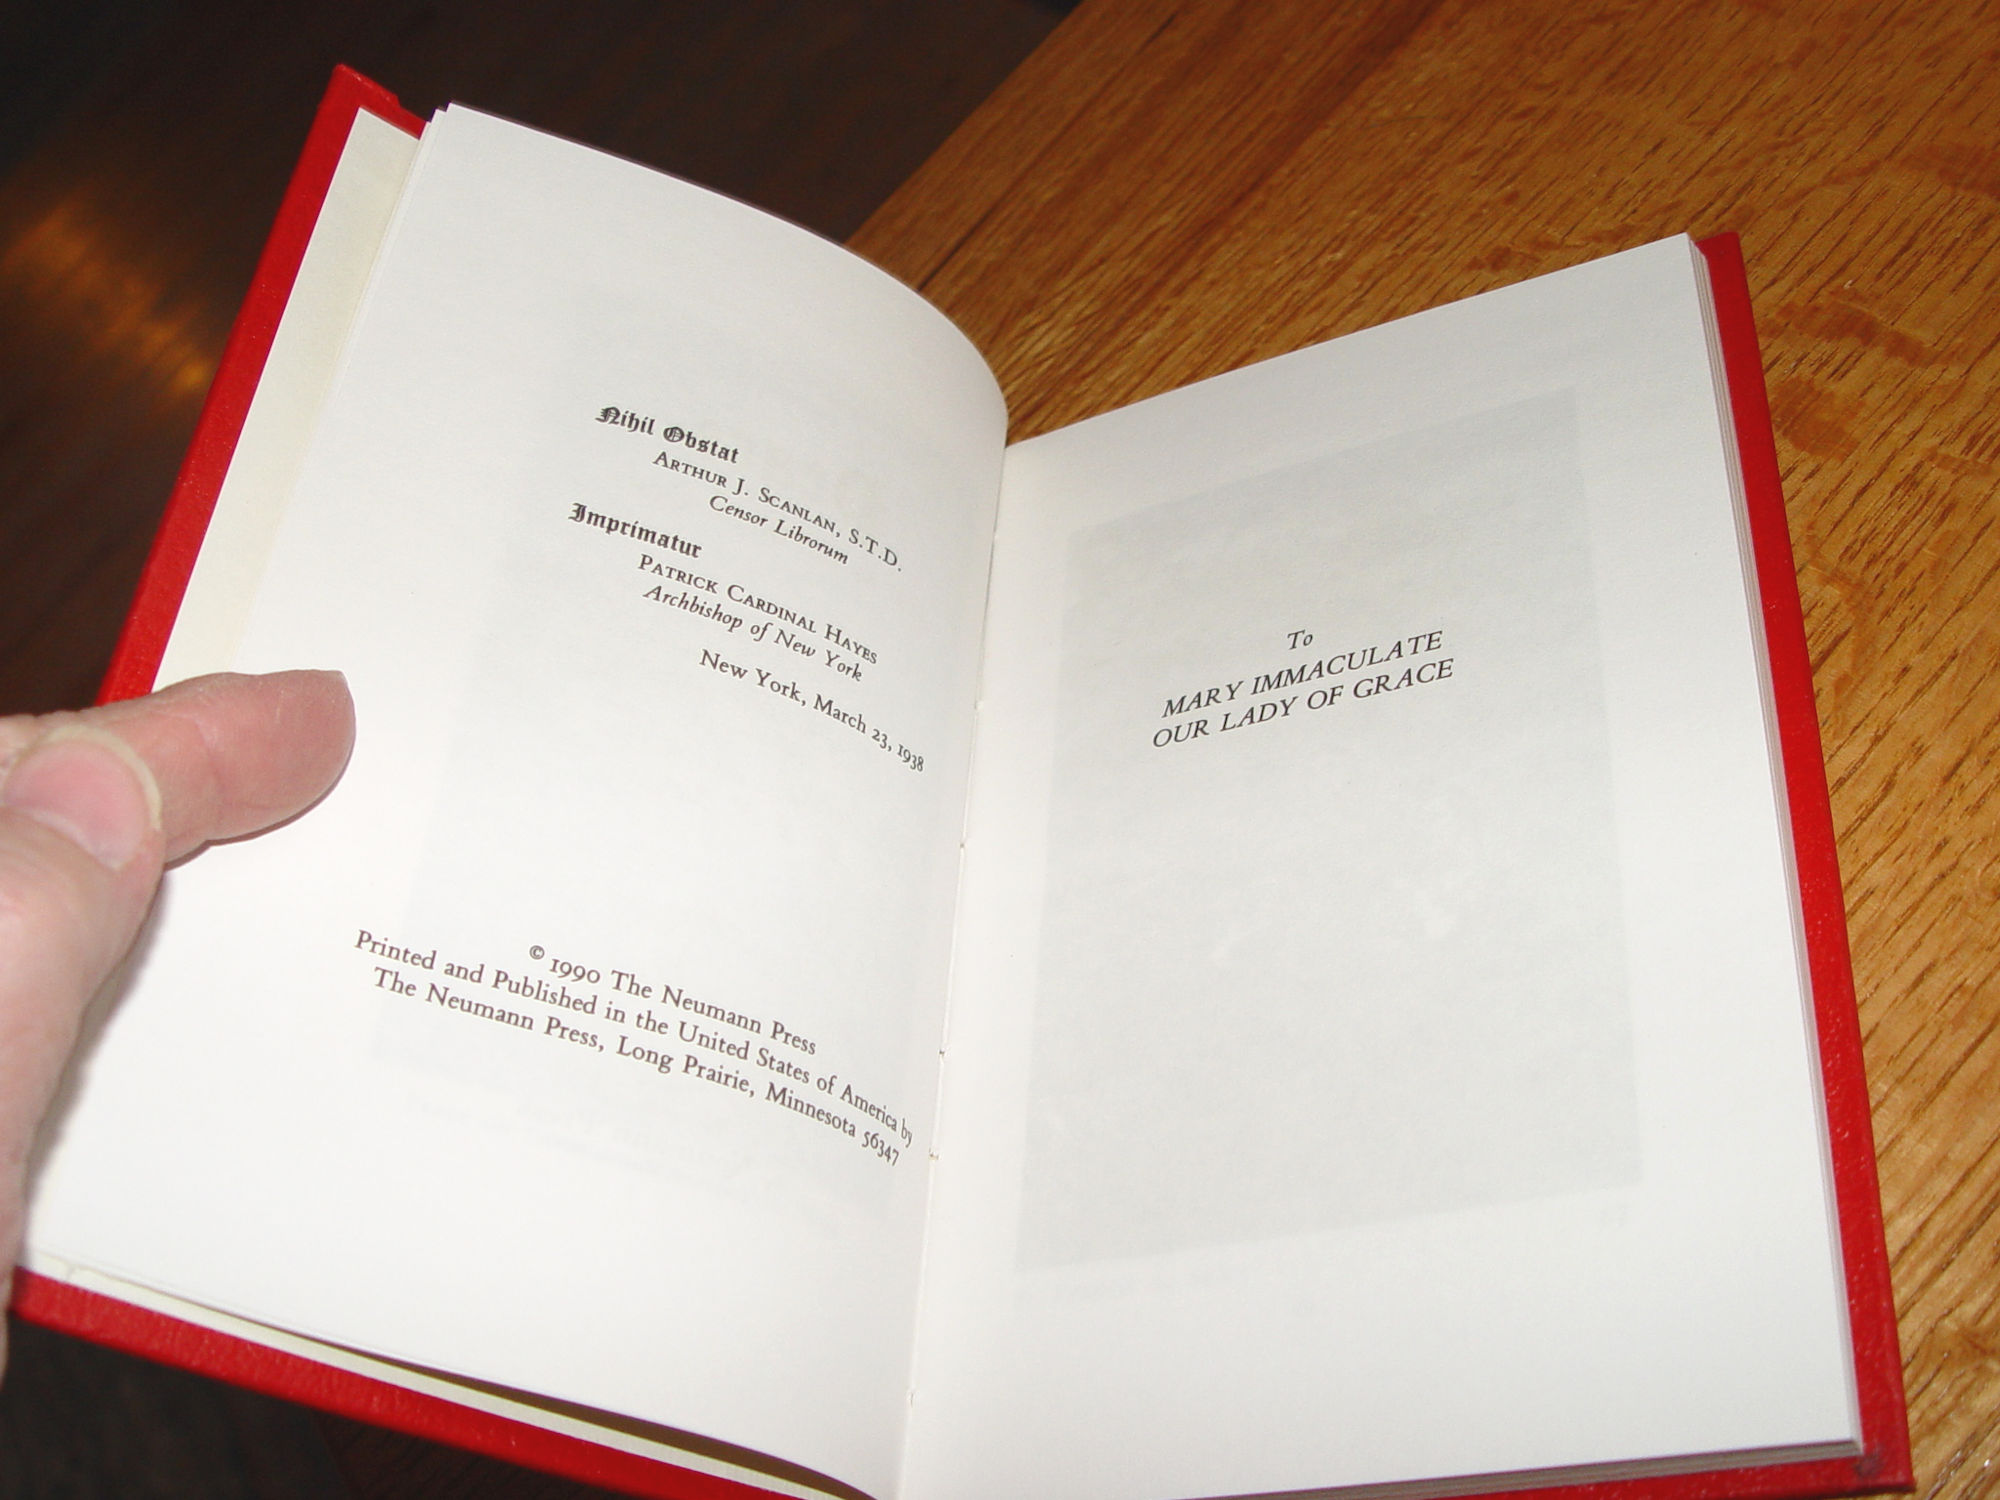 Nihil Obstat
Arthur J. Scanlan, S.T.D.
Censor Librorum
Imprimatur
Patrick Cardinal Hayes
Archbishop of New York
New York, March 23, 1938
© 1990 The Neumann Press
Printed and Published in the United States of America by
The Neumann Press, Long Prairie, Minnesota 56347
To
MARY IMMACULATE
OUR LADY OF GRACE